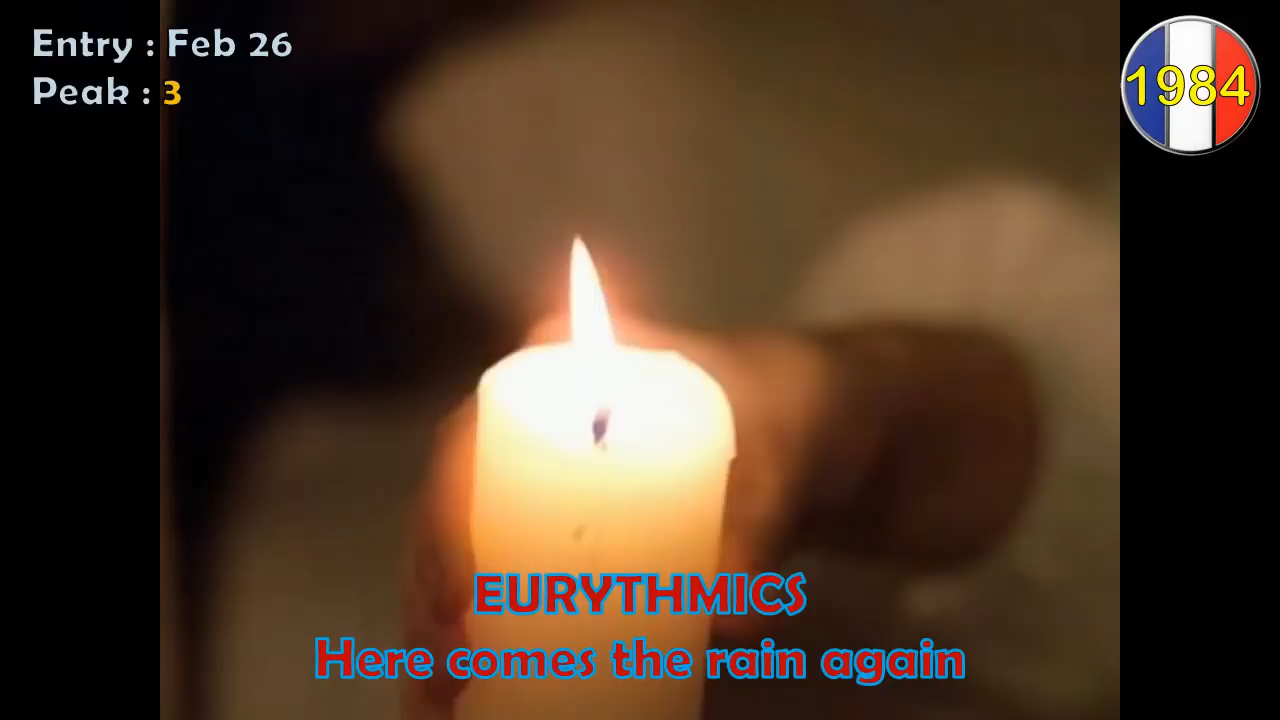 Entry : Feb 26
Peak : 3
1984
EURYTHMICS
Here comes the rain again